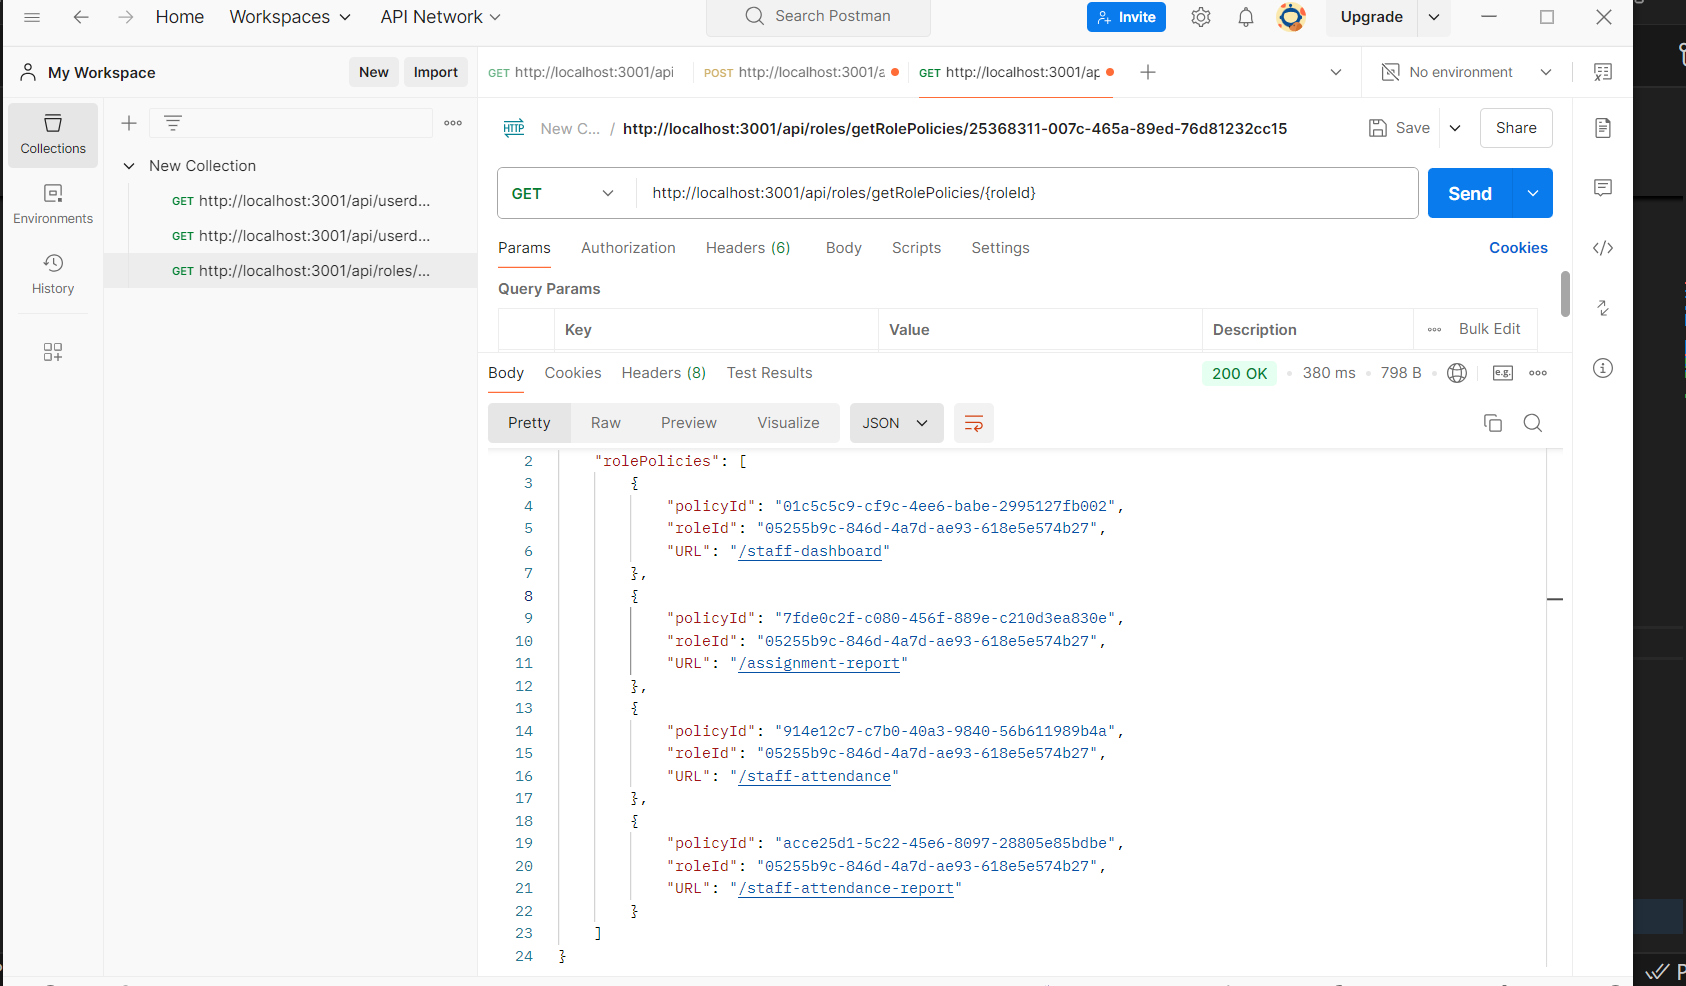 Home Workspaces API Network Search Postman Invite Upgrade
My Workspace New Import GET http://localhost:3001/api POST http://localhost:3001/a GET http://localhost:3001/ap No environment
Collections
Environments
History
New Collection
GET http://localhost:3001/api/userd...
GET http://localhost:3001/api/userd...
GET http://localhost:3001/api/roles/...
HTTP New C... / http://localhost:3001/api/roles/getRolePolicies/25368311-007c-465a-89ed-76d81232cc15 Save Share
GET http://localhost:3001/api/roles/getRolePolicies/{roleId} Send
Params Authorization Headers (6) Body Scripts Settings Cookies
Query Params
Key Value Description Bulk Edit
Body Cookies Headers (8) Test Results 200 OK 380 ms 798 B e.g.
Pretty Raw Preview Visualize JSON
2 "rolePolicies": [
3 {
4 "policyId": "01c5c5c9-cf9c-4ee6-babe-2995127fb002",
5 "roleId": "05255b9c-846d-4a7d-ae93-618e5e574b27",
6 "URL": "/staff-dashboard"
7 },
8 {
9 "policyId": "7fde0c2f-c080-456f-889e-c210d3ea830e",
10 "roleId": "05255b9c-846d-4a7d-ae93-618e5e574b27",
11 "URL": "/assignment-report"
12 },
13 {
14 "policyId": "914e12c7-c7b0-40a3-9840-56b611989b4a",
15 "roleId": "05255b9c-846d-4a7d-ae93-618e5e574b27",
16 "URL": "/staff-attendance"
17 },
18 {
19 "policyId": "acce25d1-5c22-45e6-8097-28805e85bdbe",
20 "roleId": "05255b9c-846d-4a7d-ae93-618e5e574b27",
21 "URL": "/staff-attendance-report"
22 }
23 ]
24 }